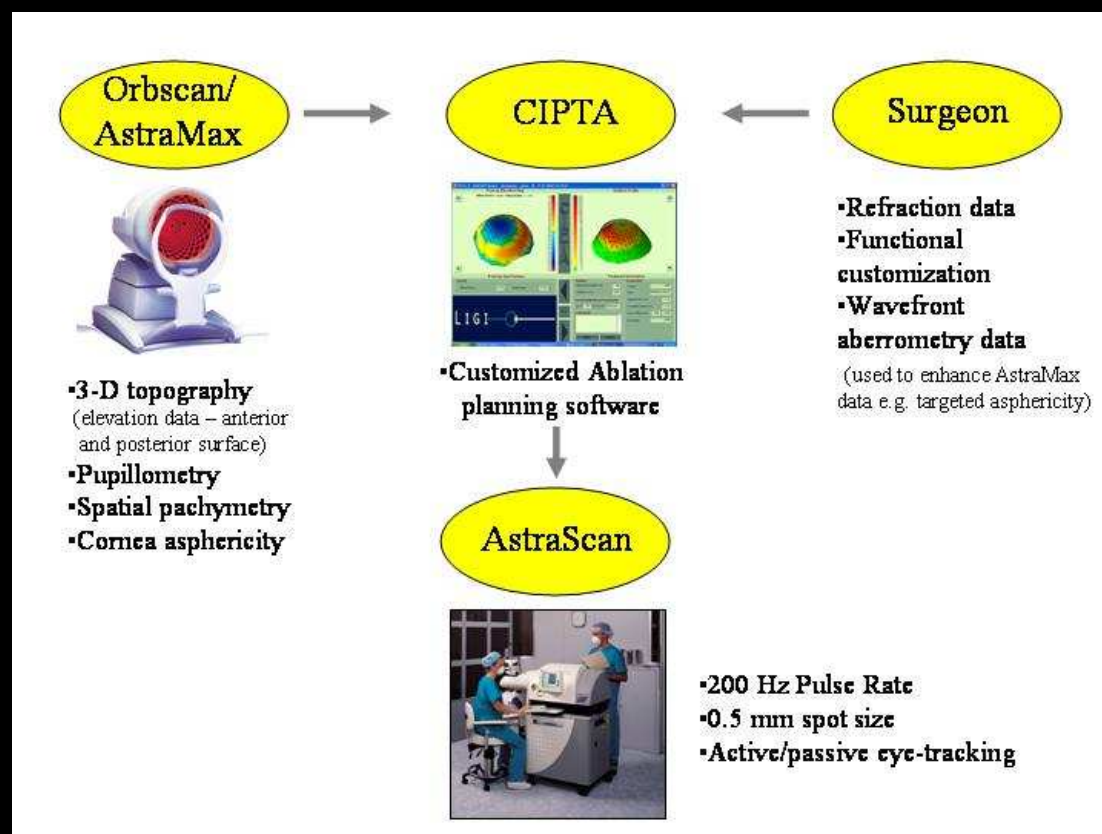 Orbscan/
AstraMax
CIPTA
Surgeon
LIGI
▪3-D topography
(elevation data – anterior
and posterior surface)
▪Pupillometry
▪Spatial pachymetry
▪Cornea asphericity
▪Customized Ablation
planning software
▪Refraction data
▪Functional
customization
▪Wavefront
aberrometry data
(used to enhance AstraMax
data e.g. targeted asphericity)
AstraScan
▪200 Hz Pulse Rate
▪0.5 mm spot size
▪Active/passive eye-tracking